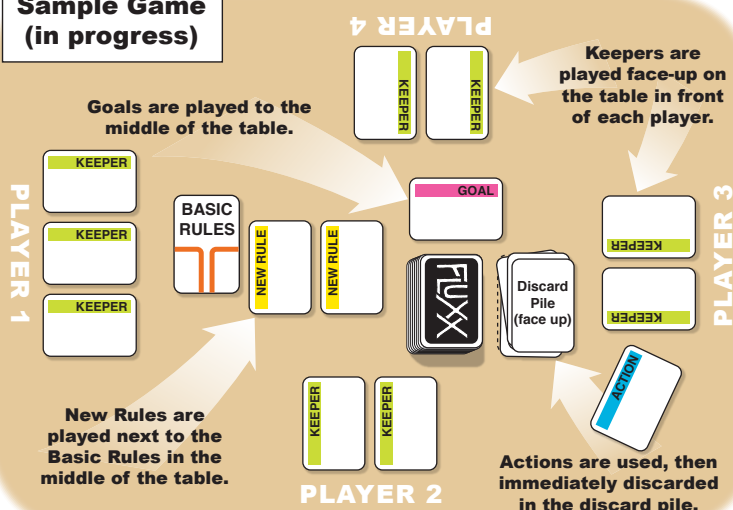 Sample Game
(in progress)
PLAYER 4
KEEPER
KEEPER
Keepers are
played face-up on
the table in front
of each player.
Goals are played to the
middle of the table.
PLAYER 1
KEEPER
KEEPER
KEEPER
BASIC
RULES
NEW RULE
NEW RULE
GOAL
FLUXX
Discard
Pile
(face up)
KEEPER
KEEPER
PLAYER 3
ACTION
New Rules are
played next to the
Basic Rules in the
middle of the table.
KEEPER
KEEPER
PLAYER 2
Actions are used, then
immediately discarded
in the discard pile.